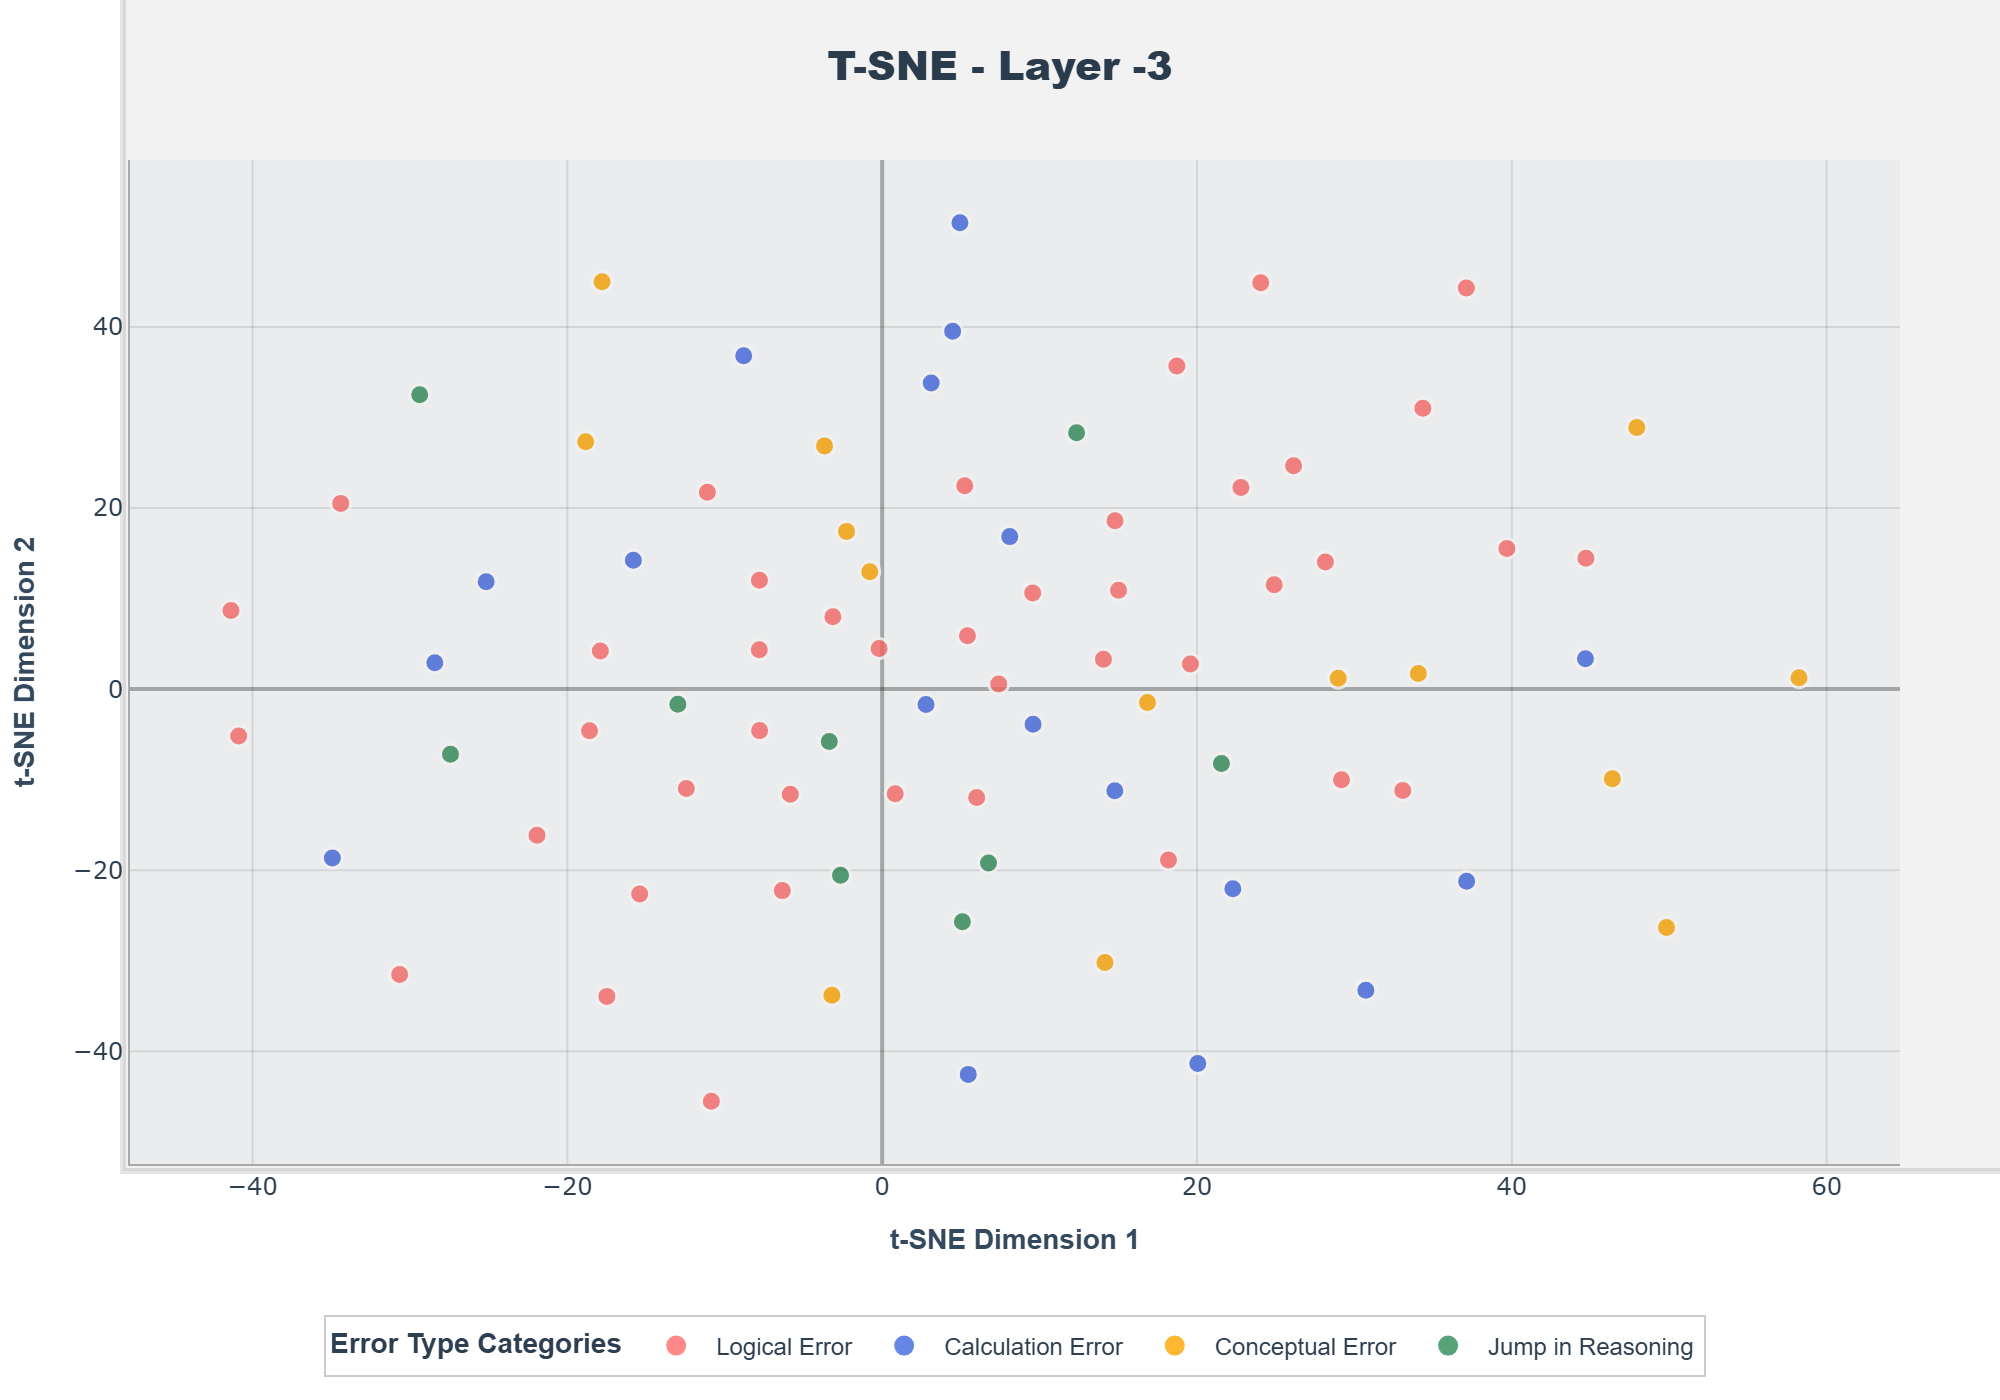 T-SNE - Layer -3
t-SNE Dimension 2
40
20
0
−20
−40
−40
−20
0
20
40
60
t-SNE Dimension 1
Error Type Categories
Logical Error
Calculation Error
Conceptual Error
Jump in Reasoning